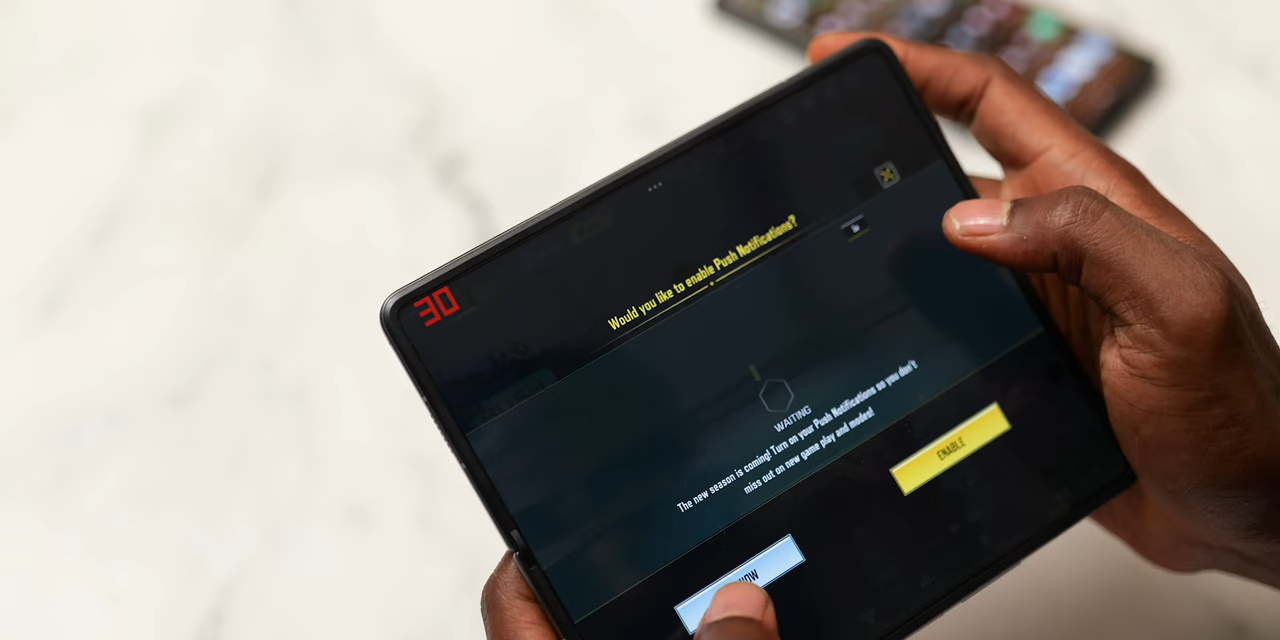 30
Would you like to enable Push Notifications?
WAITING
The new season is coming! Turn on your Push Notifications so you don't
miss out on new game play and modes!
ENABLE